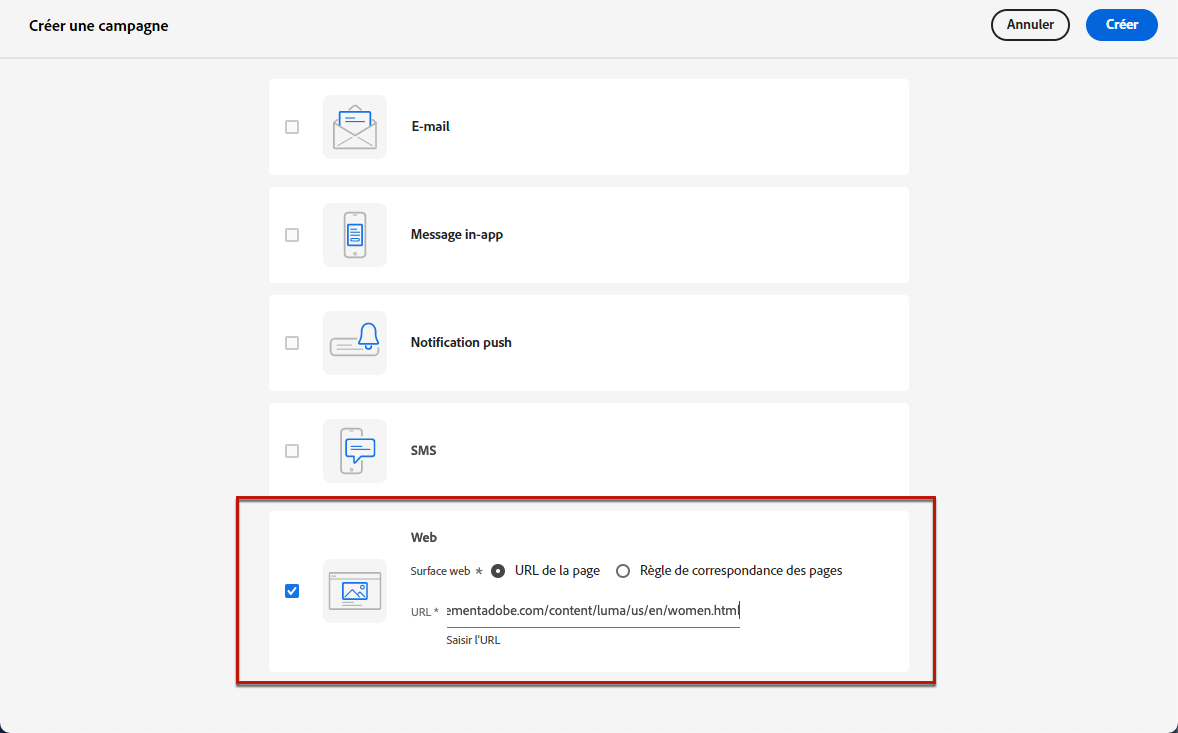 Créer une campagne
Annuler
Créer
E-mail
Message in-app
Notification push
SMS
Web
Surface web * URL de la page Règle de correspondance des pages
URL * ementadobe.com/content/luma/us/en/women.html
Saisir l'URL